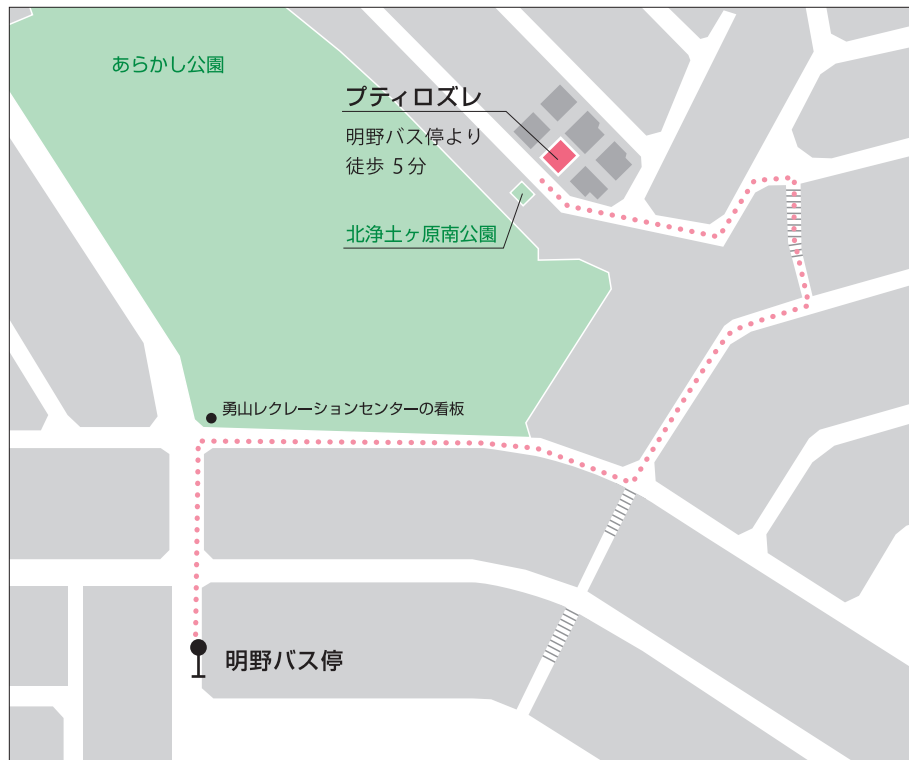 あらかし公園
プティロズレ
明野バス停より
徒歩 5分
北浄土ヶ原南公園
勇山レクレーションセンターの看板
明野バス停